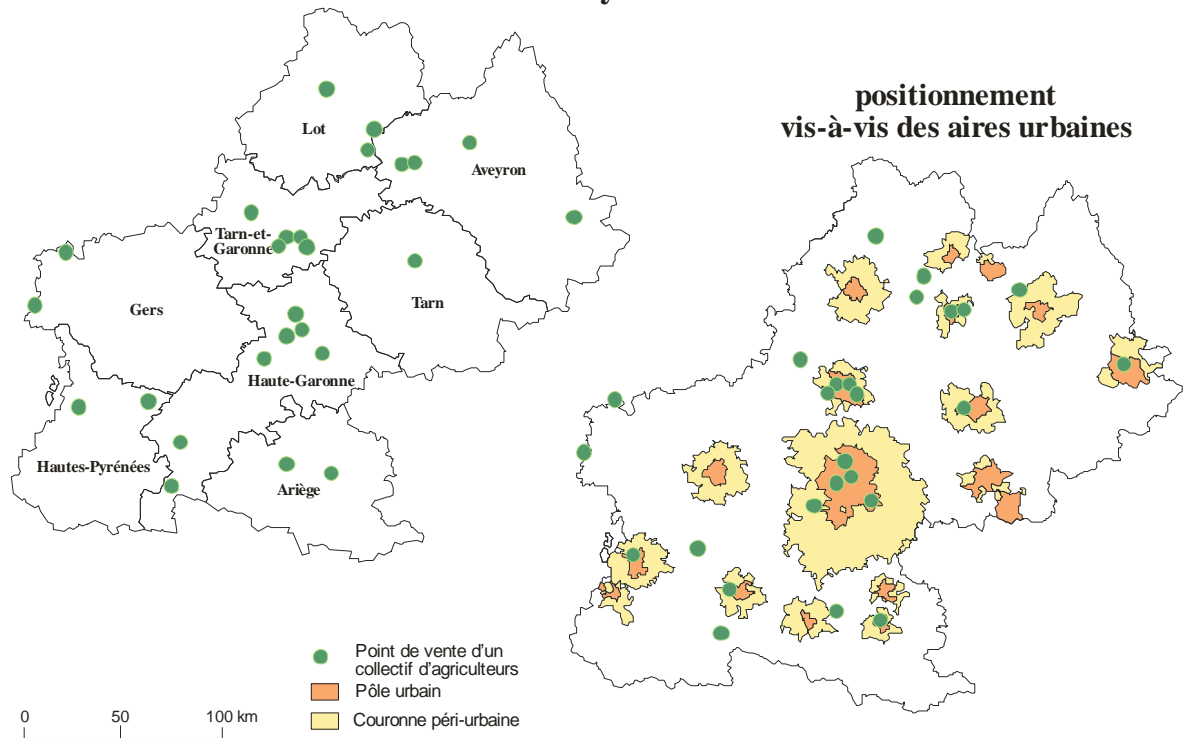 y
positionnement
vis-à-vis des aires urbaines
Lot
Aveyron
Tarn-et-
Garonne
Gers
Tarn
Haute-Garonne
Hautes-Pyrénées
Ariège
Point de vente d'un
collectif d'agriculteurs
Pôle urbain
Couronne péri-urbaine
0 50 100 km